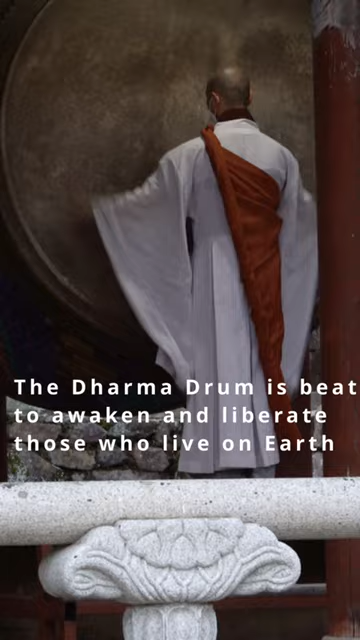 The Dharma Drum is beat
to awaken and liberate
those who live on Earth